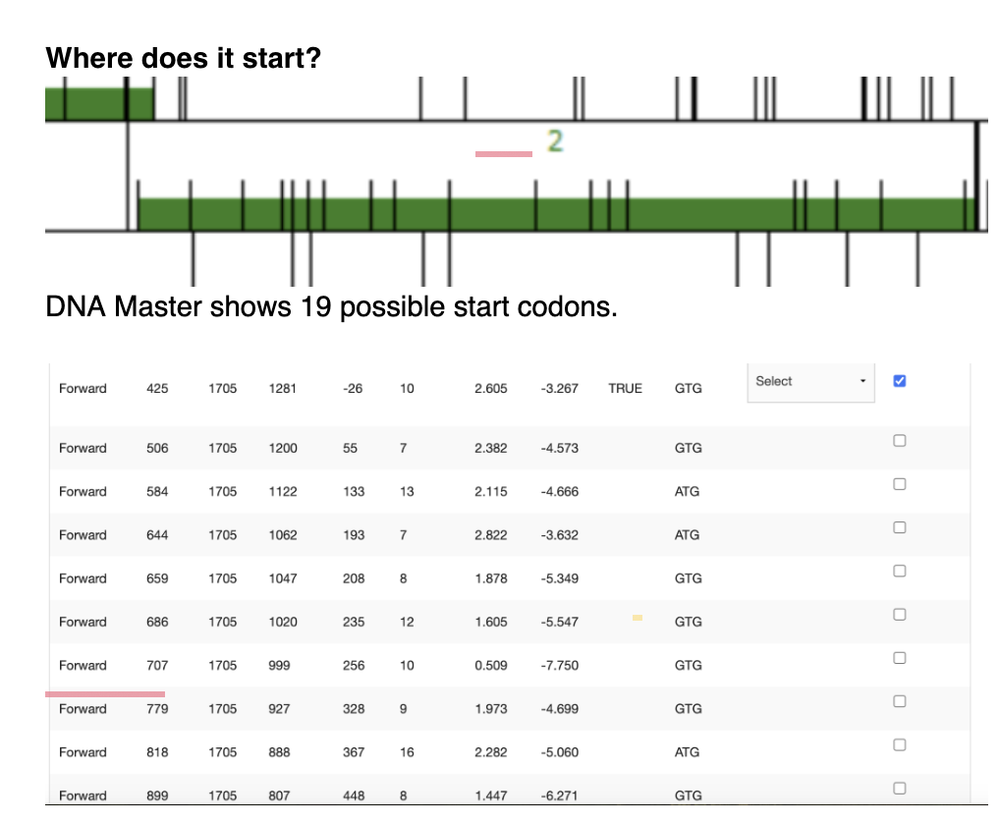 Where does it start?
2
DNA Master shows 19 possible start codons.
Forward 425 1705 1281 -26 10 2.605 -3.267 TRUE GTG Select
Forward 506 1705 1200 55 7 2.382 -4.573 GTG
Forward 584 1705 1122 133 13 2.115 -4.666 ATG
Forward 644 1705 1062 193 7 2.822 -3.632 ATG
Forward 659 1705 1047 208 8 1.878 -5.349 GTG
Forward 686 1705 1020 235 12 1.605 -5.547 GTG
Forward 707 1705 999 256 10 0.509 -7.750 GTG
Forward 779 1705 927 328 9 1.973 -4.699 GTG
Forward 818 1705 888 367 16 2.282 -5.060 ATG
Forward 899 1705 807 448 8 1.447 -6.271 GTG